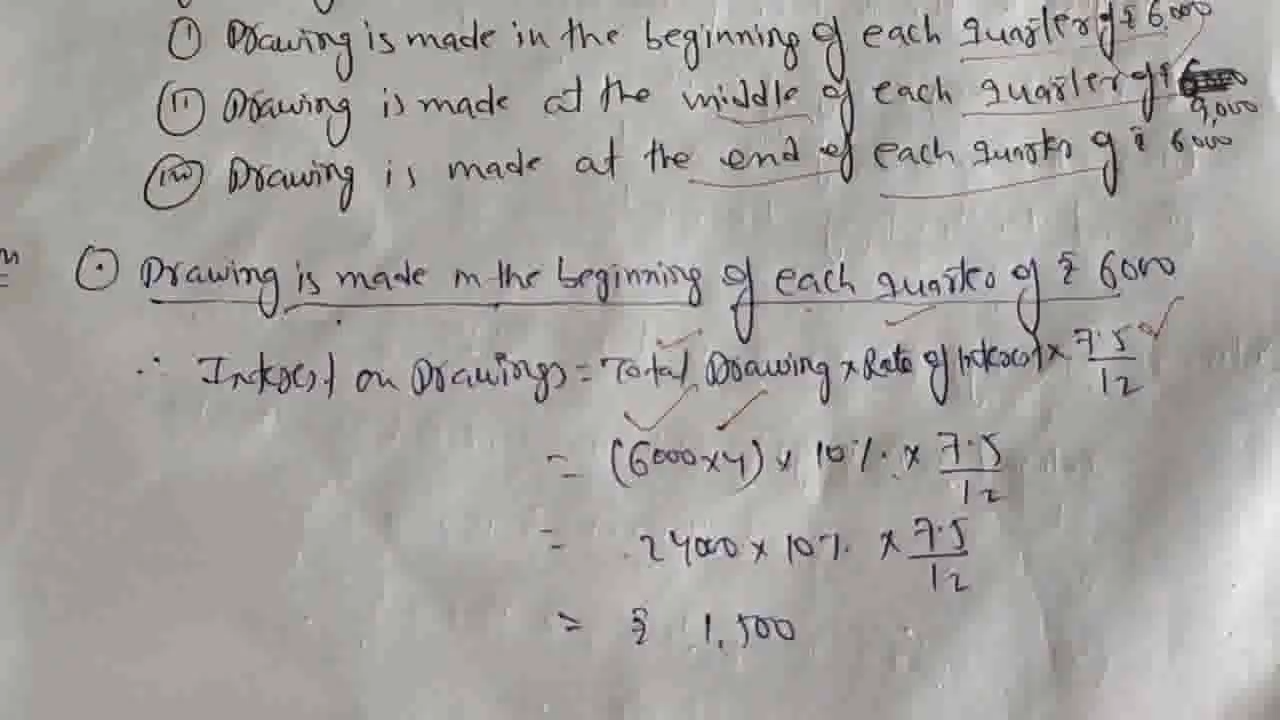 (i) Drawing is made in the beginning of each quarter of ₹ 6,000
(ii) Drawing is made at the middle of each quarter of ₹
9,000
(iii) Drawing is made at the end of each quarter of ₹ 6000
Drawing is made in the beginning of each quarter of ₹ 6000
∴ Interest on Drawings = Total Drawing × Rate of Interest × 7.5/12
= (6000×4) × 10% × 7.5/12
= 24000 × 10% × 7.5/12
= ₹ 1,500